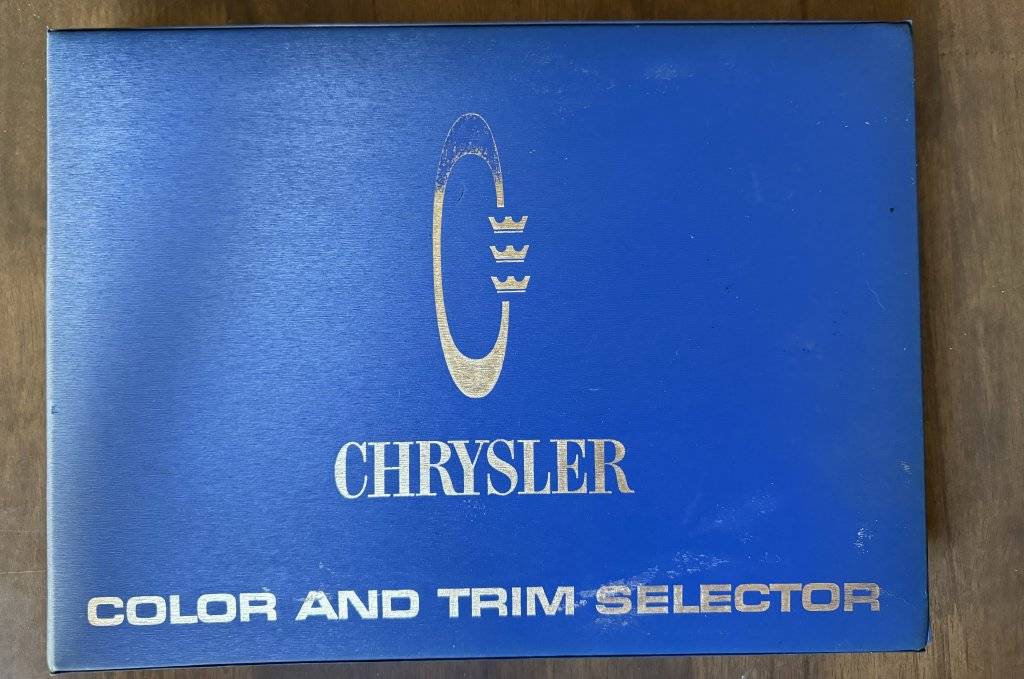 CHRYSLER
COLOR AND TRIM SELECTOR